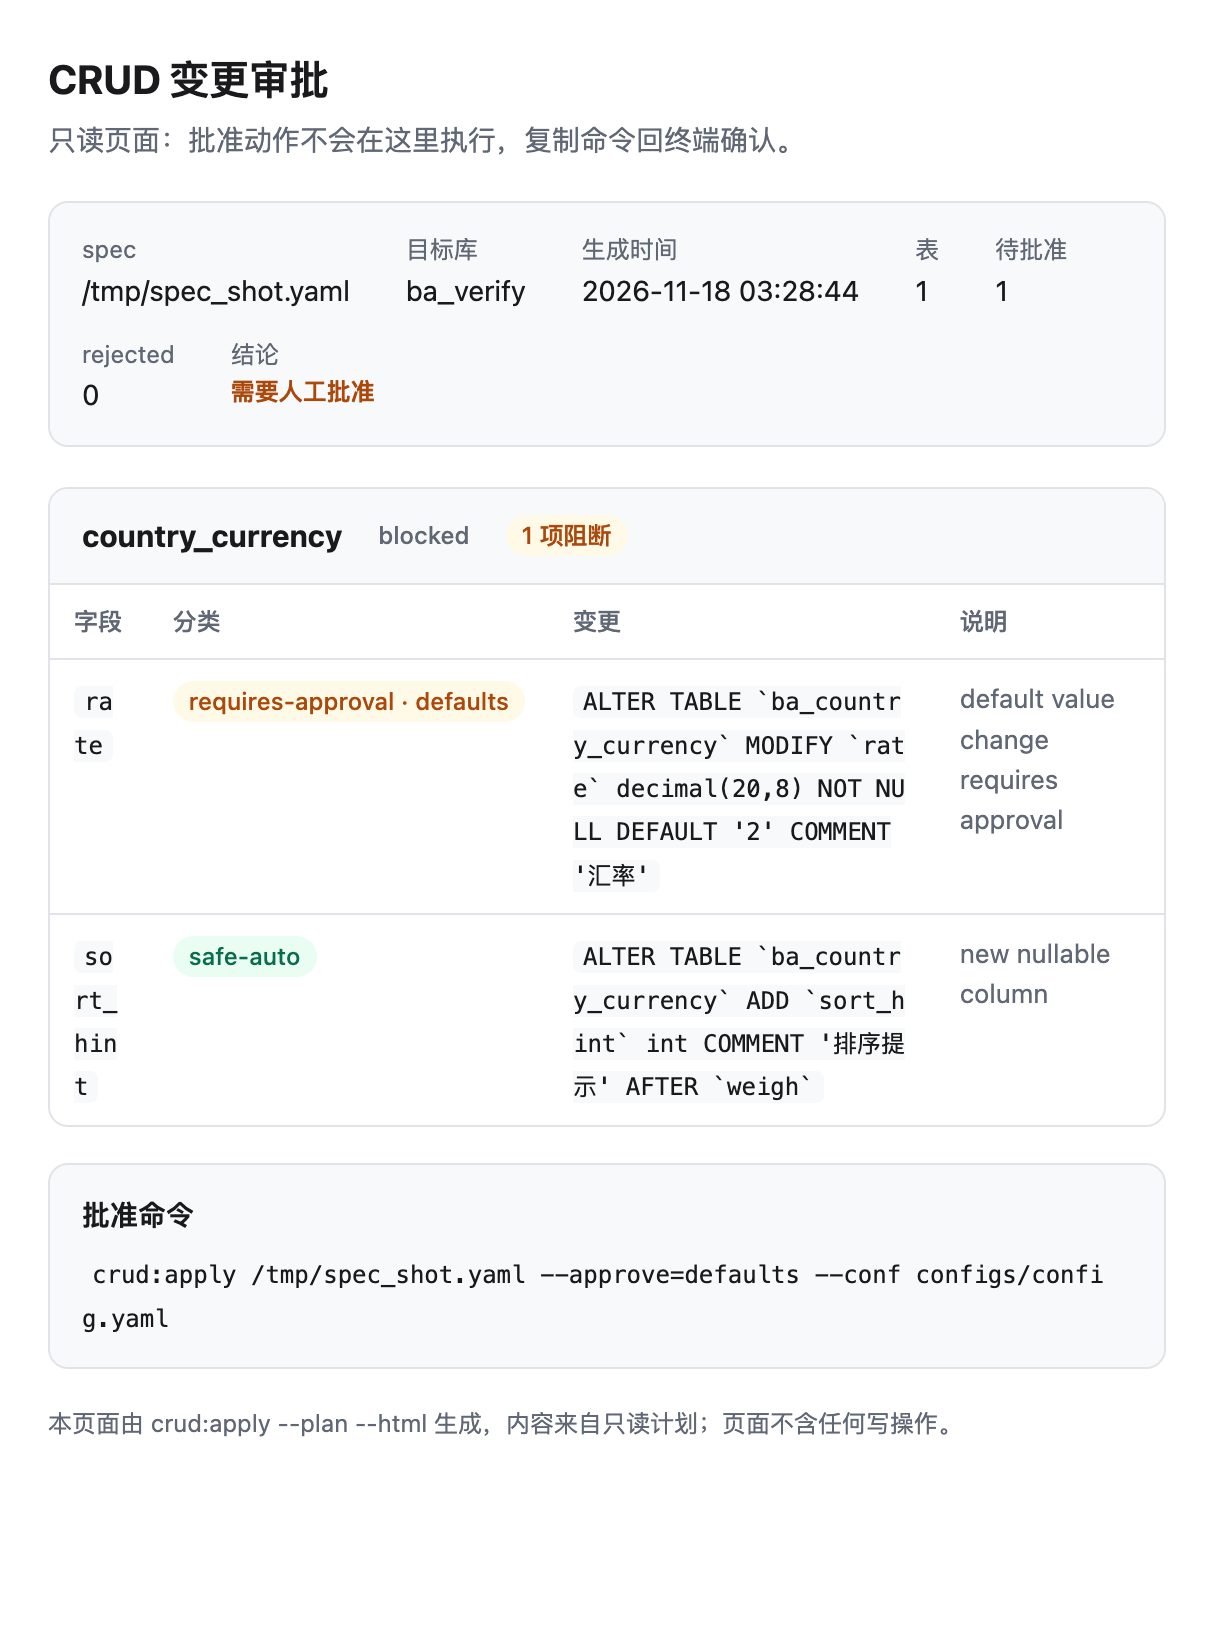 CRUD 变更审批
只读页面：批准动作不会在这里执行，复制命令回终端确认。
spec 目标库 生成时间 表 待批准
/tmp/spec_shot.yaml ba_verify 2026-11-18 03:28:44 1 1
rejected 结论
0 需要人工批准
country_currency blocked 1 项阻断
字段 分类 变更 说明
ra requires-approval · defaults ALTER TABLE `ba_countr default value
te y_currency` MODIFY `rat change
e` decimal(20,8) NOT NU requires
LL DEFAULT '2' COMMENT approval
'汇率'
so safe-auto ALTER TABLE `ba_countr new nullable
rt_ y_currency` ADD `sort_h column
hin int` int COMMENT '排序提
t 示' AFTER `weigh`
批准命令
crud:apply /tmp/spec_shot.yaml --approve=defaults --conf configs/confi
g.yaml
本页面由 crud:apply --plan --html 生成，内容来自只读计划；页面不含任何写操作。